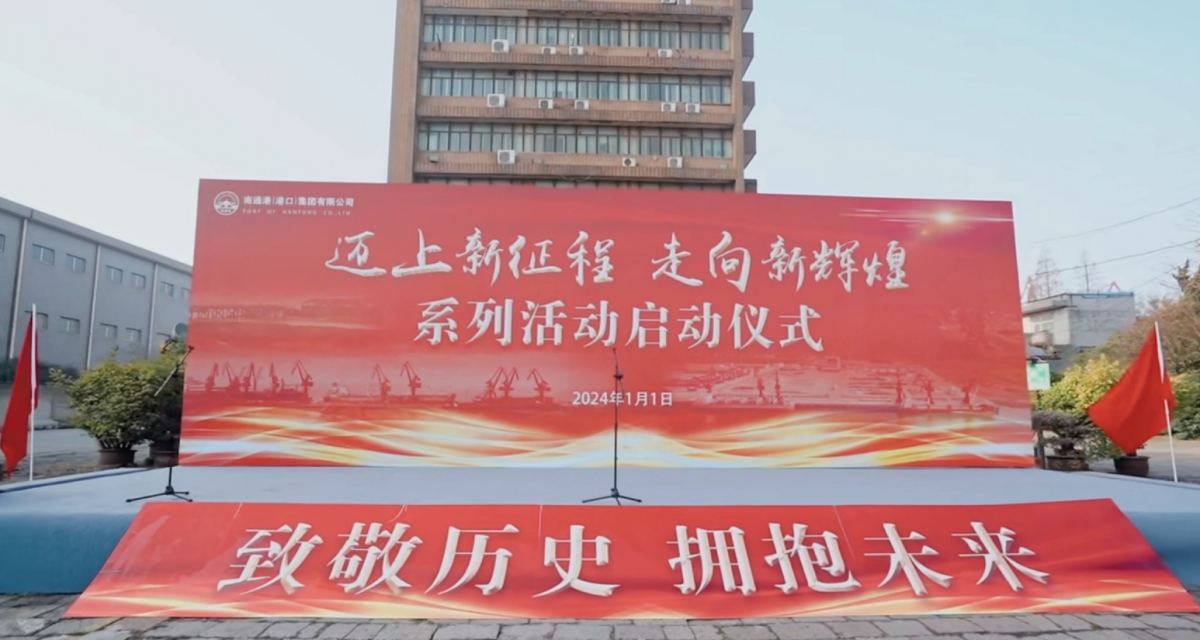 南通港(港口)集团有限公司
PORT OF NANTONG CO.,LTD
迈上新征程 走向新辉煌
系列活动启动仪式
2024年1月1日
致敬历史 拥抱未来